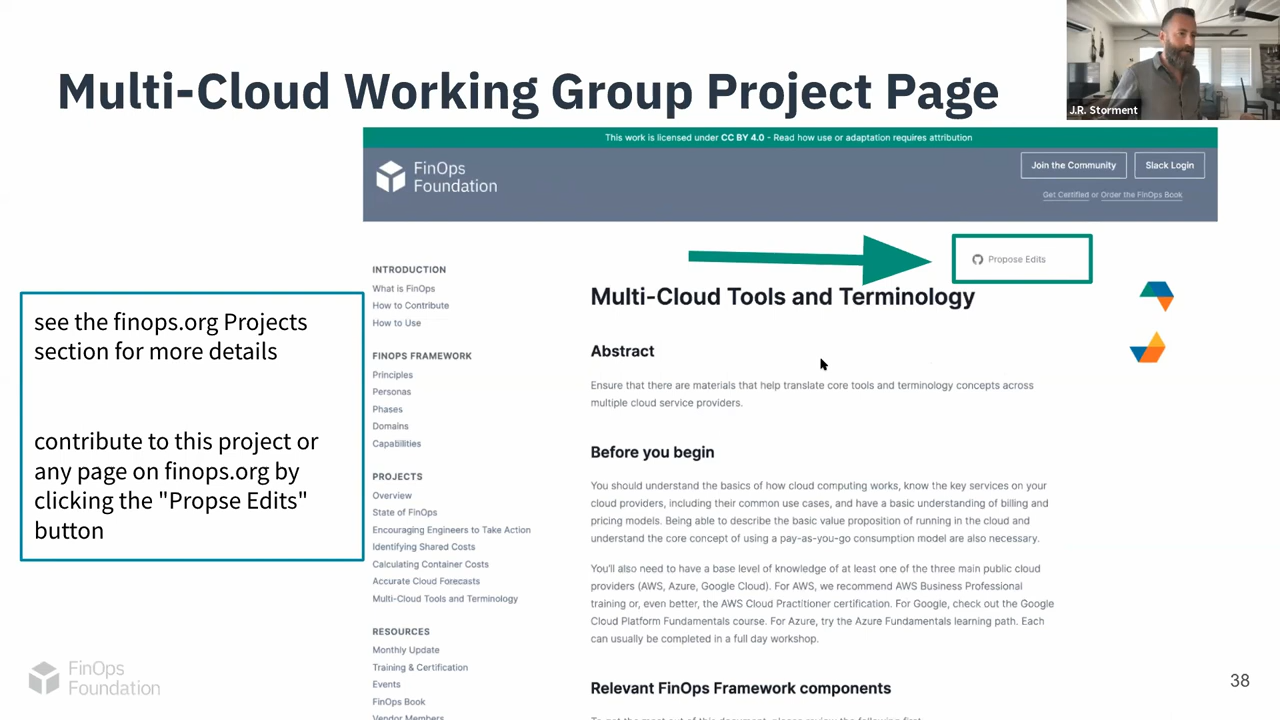 Multi-Cloud Working Group Project Page
J.R. Storment
This work is licensed under CC BY 4.0 - Read how use or adaptation requires attribution
FinOps
Foundation
Join the Community
Slack Login
Get Certified or Order the FinOps Book
Propose Edits
see the finops.org Projects
section for more details
contribute to this project or
any page on finops.org by
clicking the "Propse Edits"
button
INTRODUCTION
What is FinOps
How to Contribute
How to Use
FINOPS FRAMEWORK
Principles
Personas
Phases
Domains
Capabilities
PROJECTS
Overview
State of FinOps
Encouraging Engineers to Take Action
Identifying Shared Costs
Calculating Container Costs
Accurate Cloud Forecasts
Multi-Cloud Tools and Terminology
RESOURCES
Monthly Update
Training & Certification
Events
FinOps Book
Vendor Members
Multi-Cloud Tools and Terminology
Abstract
Ensure that there are materials that help translate core tools and terminology concepts across
multiple cloud service providers.
Before you begin
You should understand the basics of how cloud computing works, know the key services on your
cloud providers, including their common use cases, and have a basic understanding of billing and
pricing models. Being able to describe the basic value proposition of running in the cloud and
understand the core concept of using a pay-as-you-go consumption model are also necessary.
You'll also need to have a base level of knowledge of at least one of the three main public cloud
providers (AWS, Azure, Google Cloud). For AWS, we recommend AWS Business Professional
training or, even better, the AWS Cloud Practitioner certification. For Google, check out the Google
Cloud Platform Fundamentals course. For Azure, try the Azure Fundamentals learning path. Each
can usually be completed in a full day workshop.
Relevant FinOps Framework components
FinOps
Foundation
38